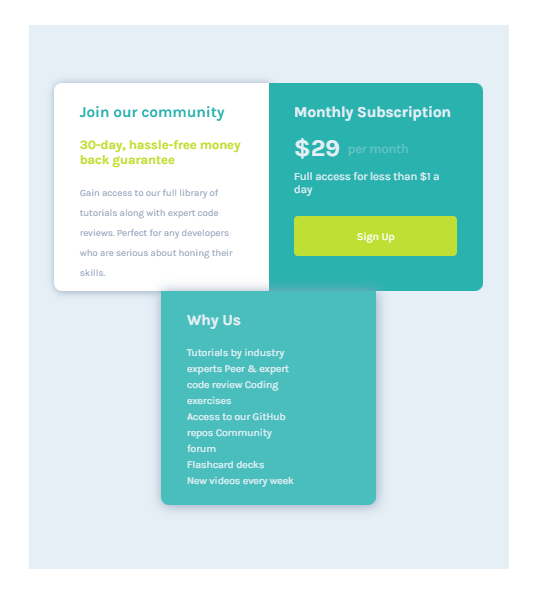 Join our community
30-day, hassle-free money
back guarantee
Gain access to our full library of
tutorials along with expert code
reviews. Perfect for any developers
who are serious about honing their
skills.
Monthly Subscription
$29 per month
Full access for less than $1 a
day
Sign Up
Why Us
Tutorials by industry
experts Peer & expert
code review Coding
exercises
Access to our GitHub
repos Community
forum
Flashcard decks
New videos every week